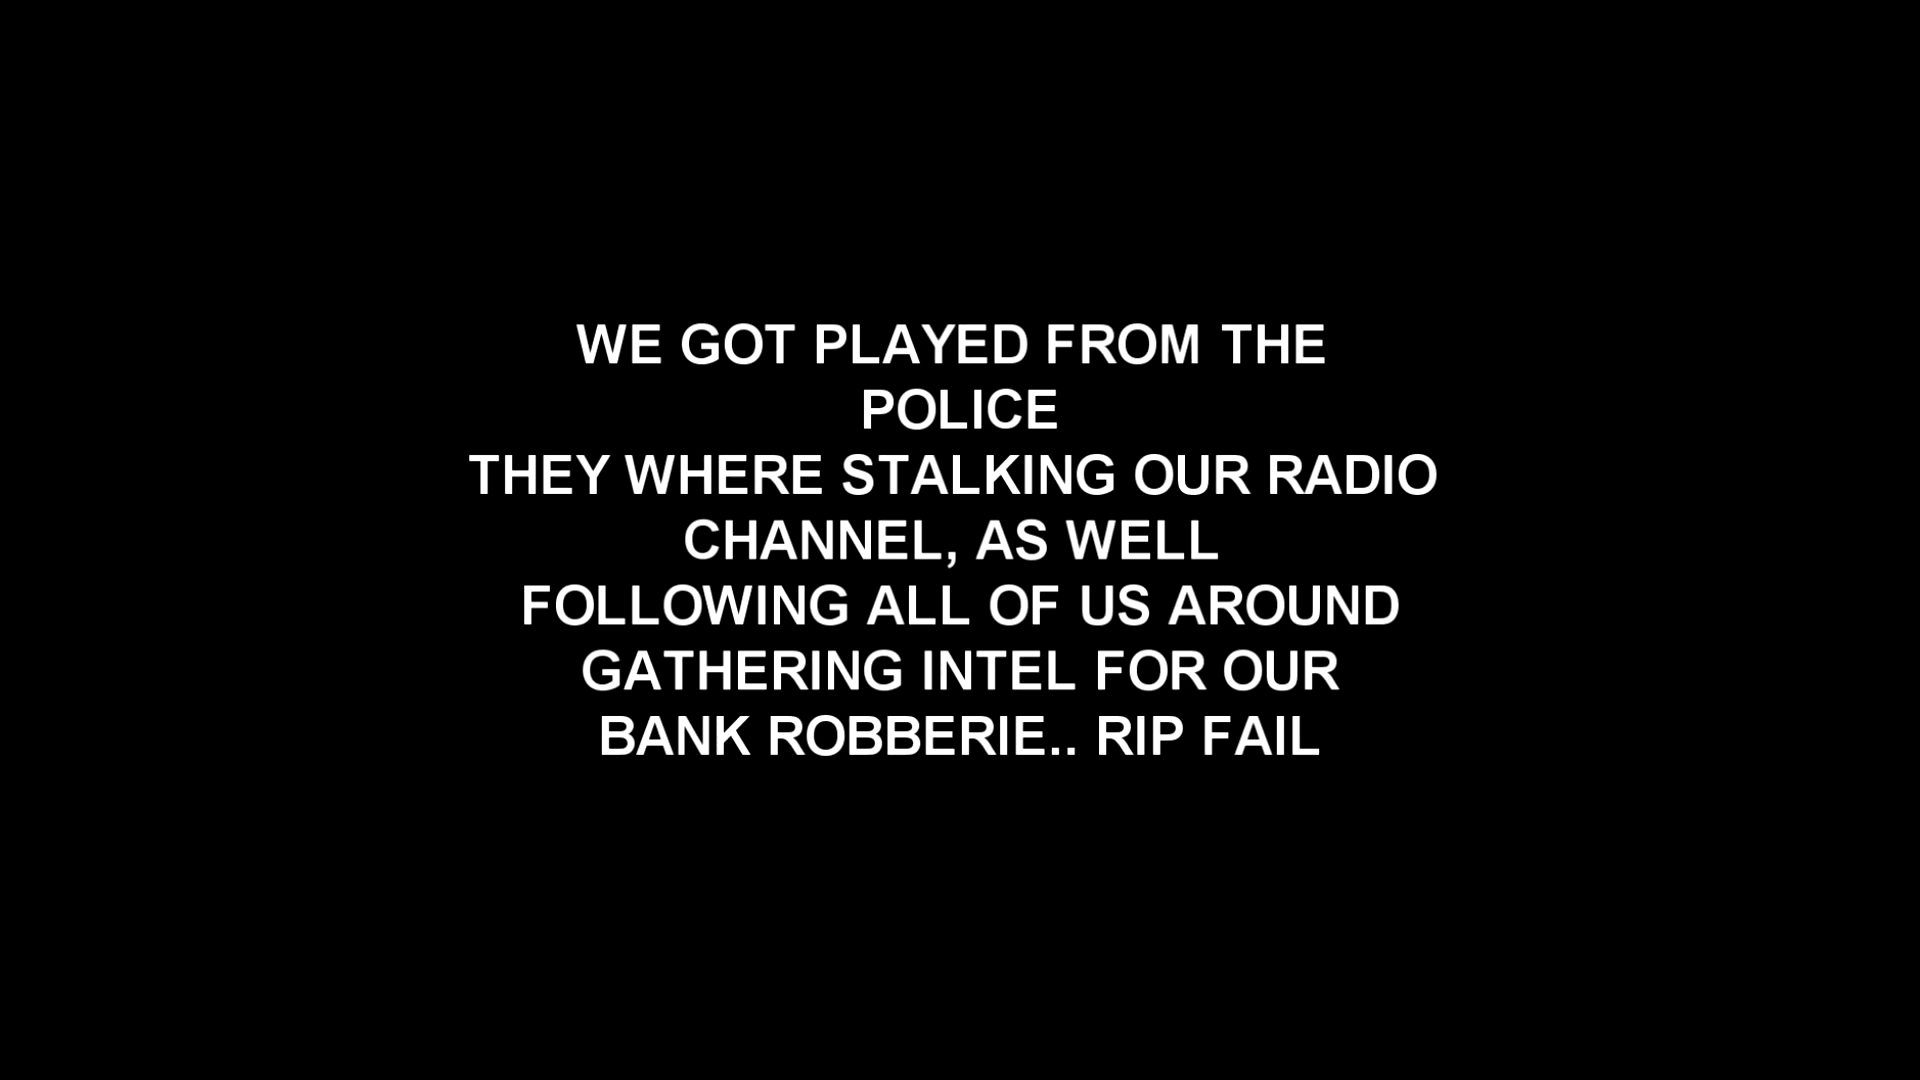 WE GOT PLAYED FROM THE
POLICE
THEY WHERE STALKING OUR RADIO
CHANNEL, AS WELL
FOLLOWING ALL OF US AROUND
GATHERING INTEL FOR OUR
BANK ROBBERIE.. RIP FAIL